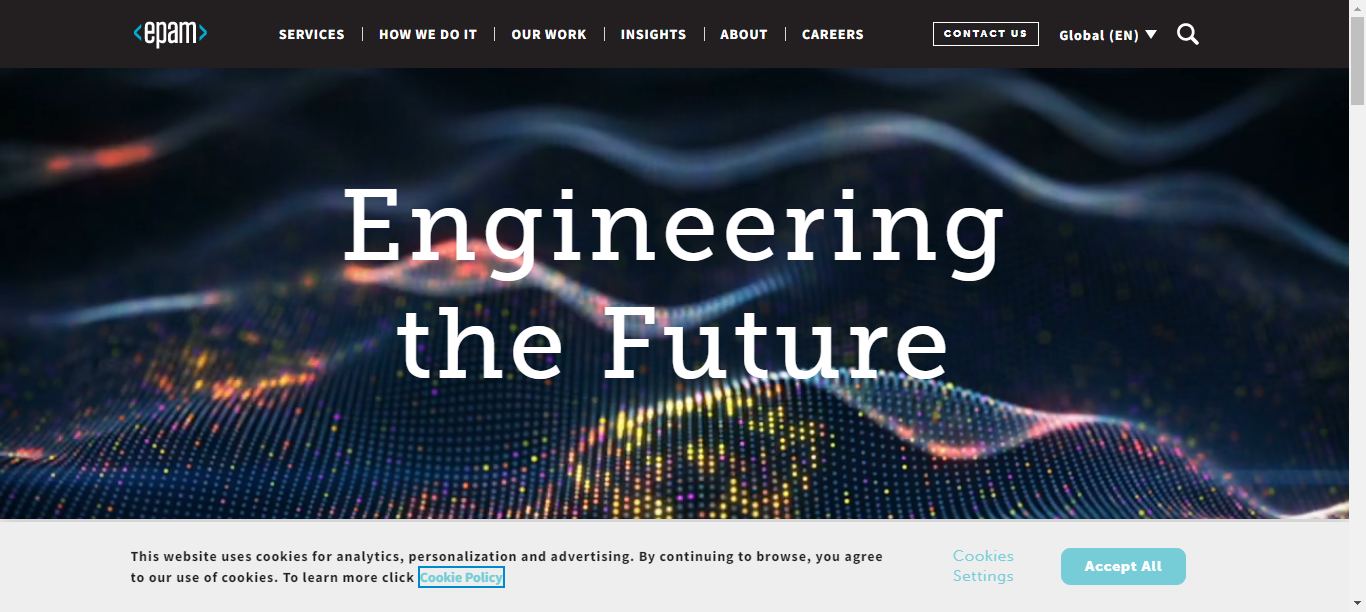 <epam>
SERVICES
HOW WE DO IT
OUR WORK
INSIGHTS
ABOUT
CAREERS
CONTACT US
Global (EN)
Engineering
the Future
This website uses cookies for analytics, personalization and advertising. By continuing to browse, you agree
to our use of cookies. To learn more click Cookie Policy
Cookies
Settings
Accept All